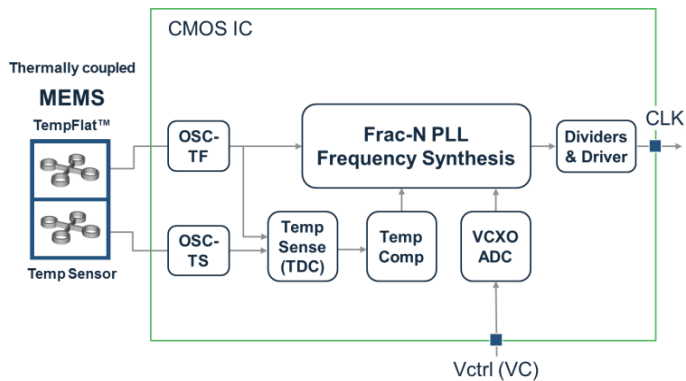 CMOS IC
Thermally coupled
MEMS
TempFlat™
OSC-
TF
Frac-N PLL
Frequency Synthesis
Dividers
& Driver
CLK
OSC-
TS
Temp
Sense
(TDC)
Temp
Comp
VCXO
ADC
Temp Sensor
Vctrl (VC)